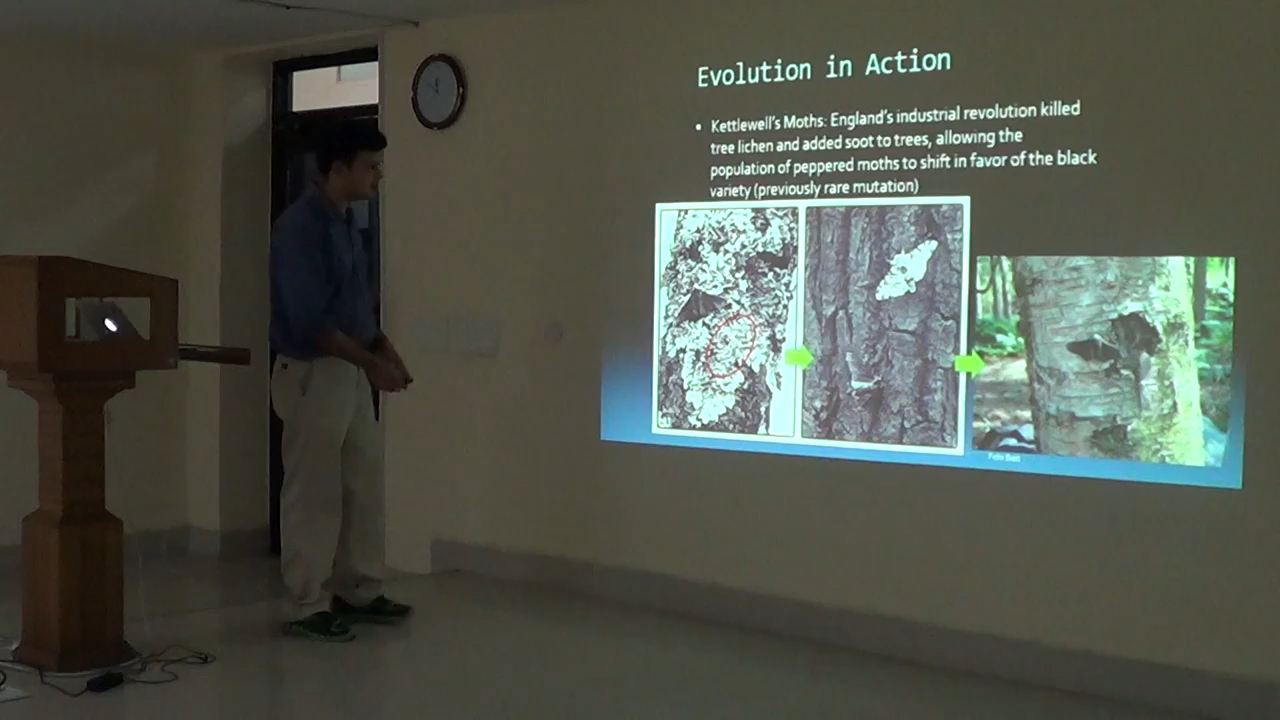 Evolution in Action
• Kettlewell's Moths: England's industrial revolution killed
tree lichen and added soot to trees, allowing the
population of peppered moths to shift in favor of the black
variety (previously rare mutation)